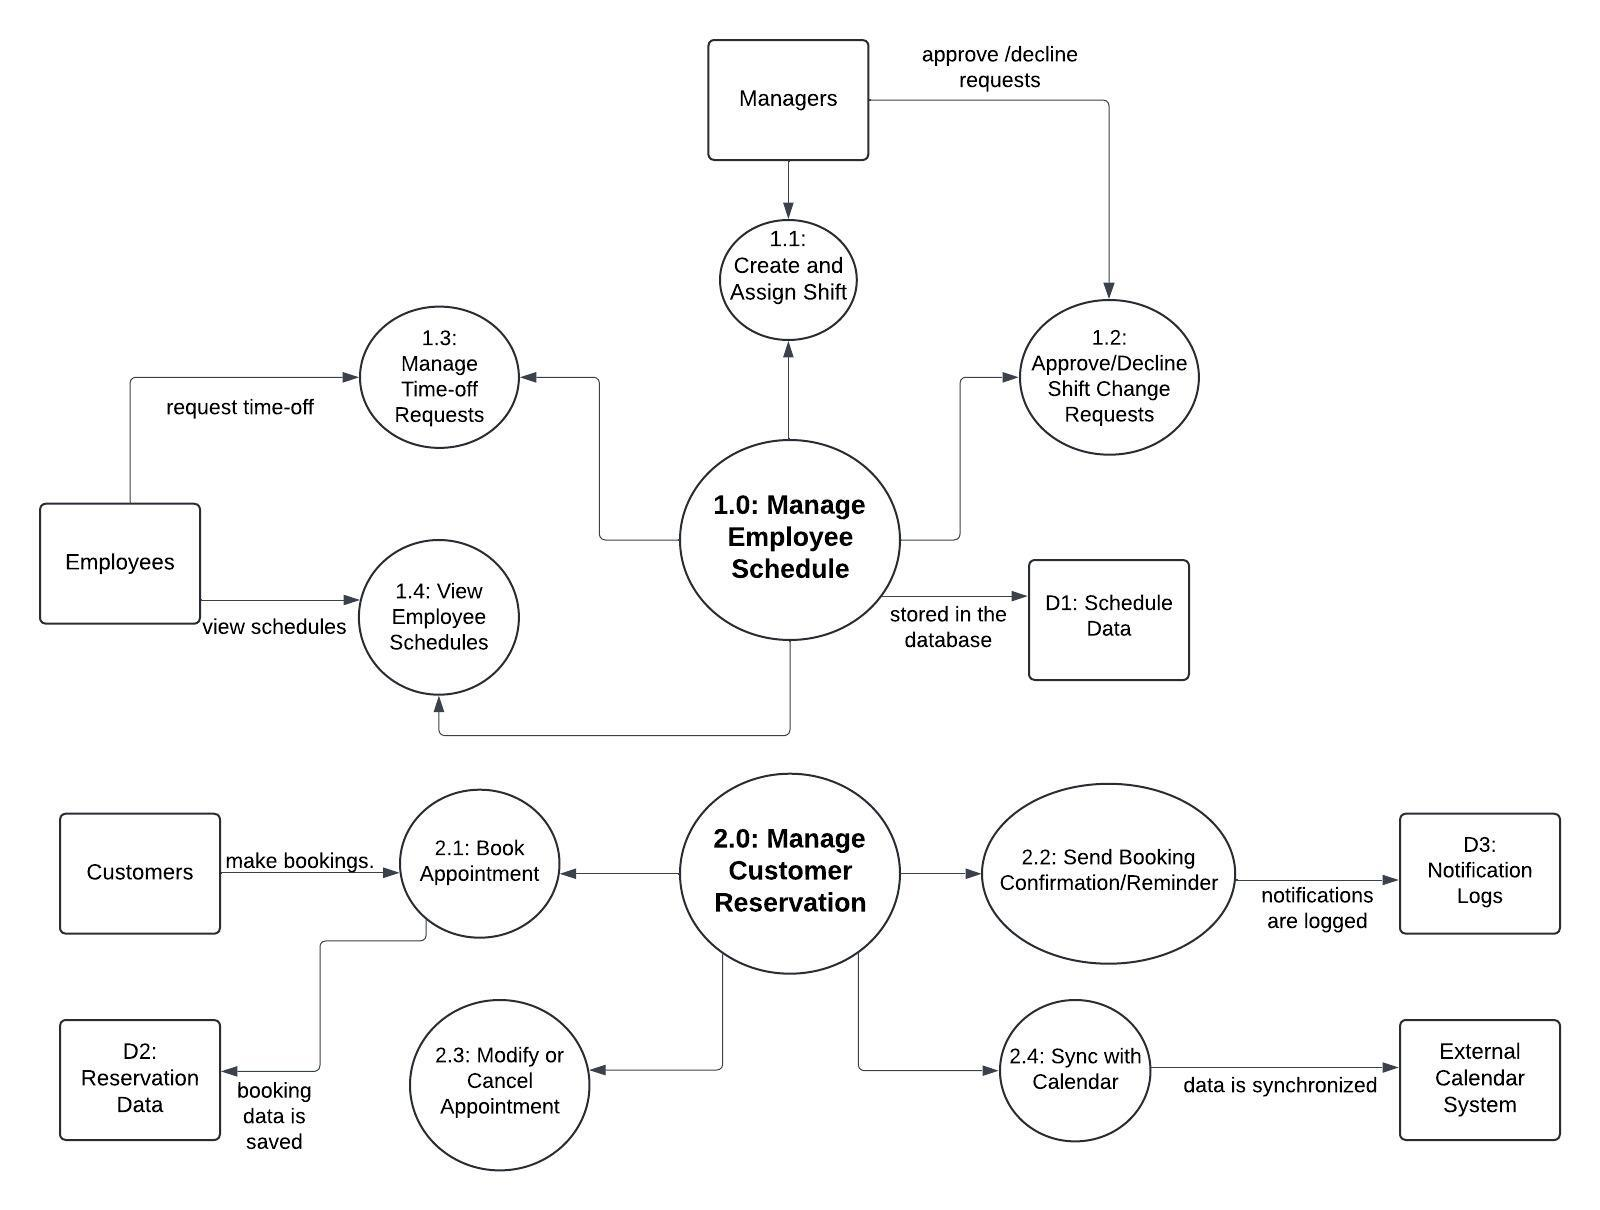 approve /decline
requests
Managers
1.1:
Create and
Assign Shift
1.3:
Manage
Time-off
Requests
1.2:
Approve/Decline
Shift Change
Requests
request time-off
1.0: Manage
Employee
Schedule
Employees
1.4: View
Employee
Schedules
view schedules
stored in the
database
D1: Schedule
Data
Customers
make bookings.
2.1: Book
Appointment
2.0: Manage
Customer
Reservation
2.2: Send Booking
Confirmation/Reminder
notifications
are logged
D3:
Notification
Logs
D2:
Reservation
Data
booking
data is
saved
2.3: Modify or
Cancel
Appointment
2.4: Sync with
Calendar
data is synchronized
External
Calendar
System